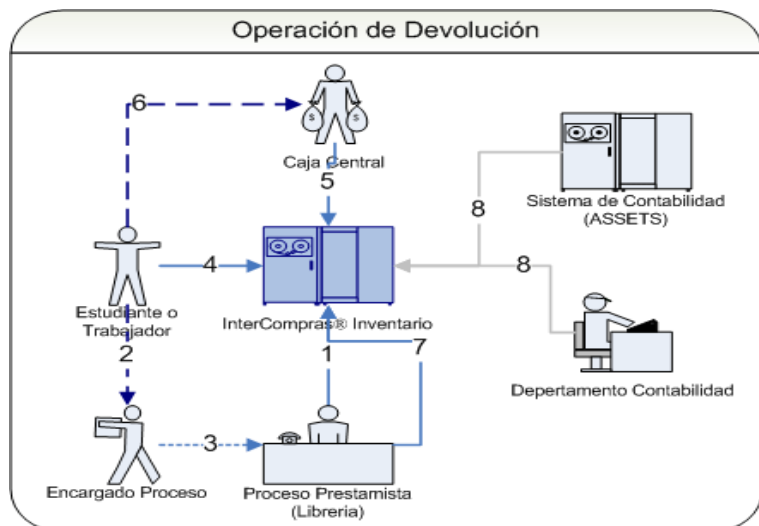 Operación de Devolución
6
$
$
Caja Central
5
Sistema de Contabilidad
(ASSETS)
8
4
8
Estudiante o
Trabajador
InterCompras® Inventario
2
1
7
Depertamento Contabilidad
3
Encargado Proceso
Proceso Prestamista
(Libreria)